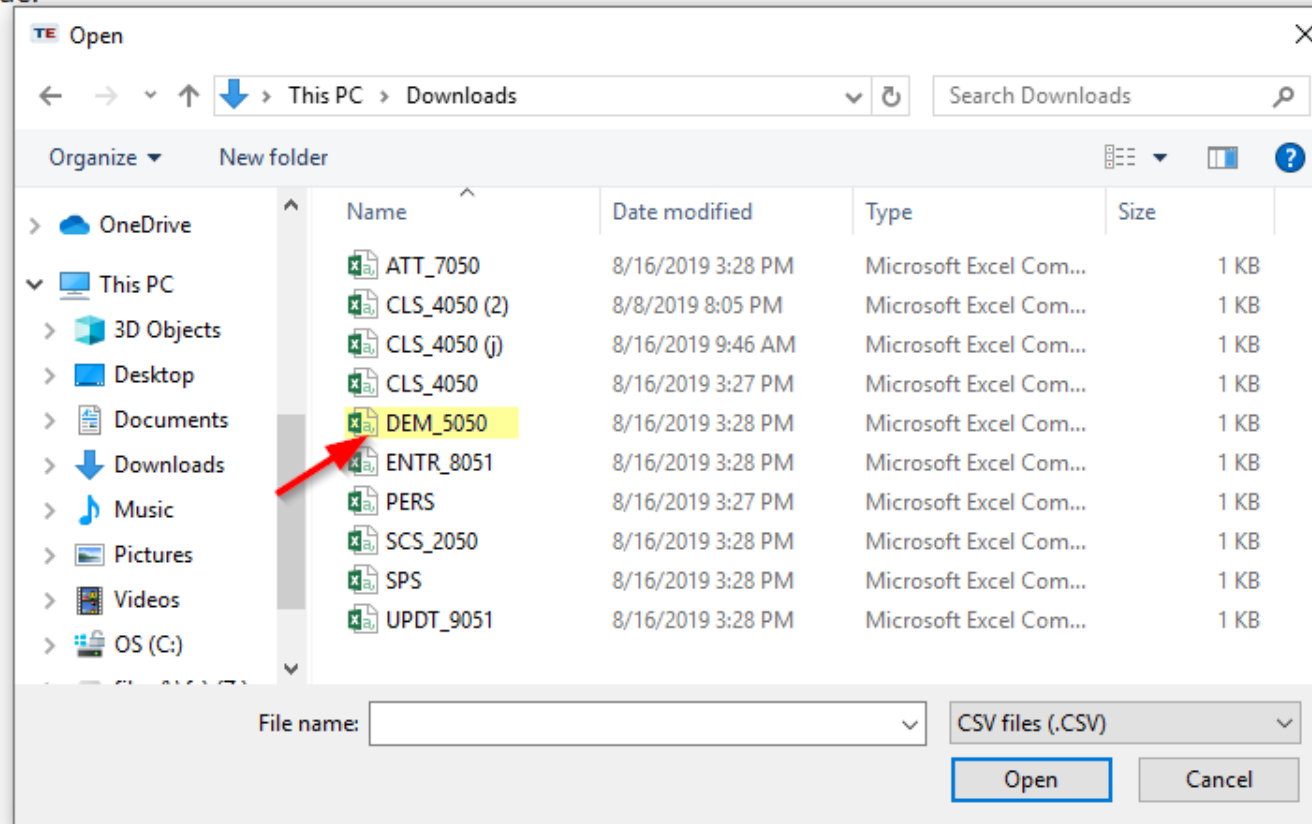 TE Open
This PC > Downloads
Search Downloads
Organize New folder
?
Name Date modified Type Size
OneDrive
This PC
3D Objects
Desktop
Documents
Downloads
Music
Pictures
Videos
OS (C:)
ATT_7050 8/16/2019 3:28 PM Microsoft Excel Com... 1 KB
CLS_4050 (2) 8/8/2019 8:05 PM Microsoft Excel Com... 1 KB
CLS_4050 (j) 8/16/2019 9:46 AM Microsoft Excel Com... 1 KB
CLS_4050 8/16/2019 3:27 PM Microsoft Excel Com... 1 KB
DEM_5050 8/16/2019 3:28 PM Microsoft Excel Com... 1 KB
ENTR_8051 8/16/2019 3:28 PM Microsoft Excel Com... 1 KB
PERS 8/16/2019 3:27 PM Microsoft Excel Com... 1 KB
SCS_2050 8/16/2019 3:28 PM Microsoft Excel Com... 1 KB
SPS 8/16/2019 3:28 PM Microsoft Excel Com... 1 KB
UPDT_9051 8/16/2019 3:28 PM Microsoft Excel Com... 1 KB
File name: CSV files (.CSV)
Open Cancel